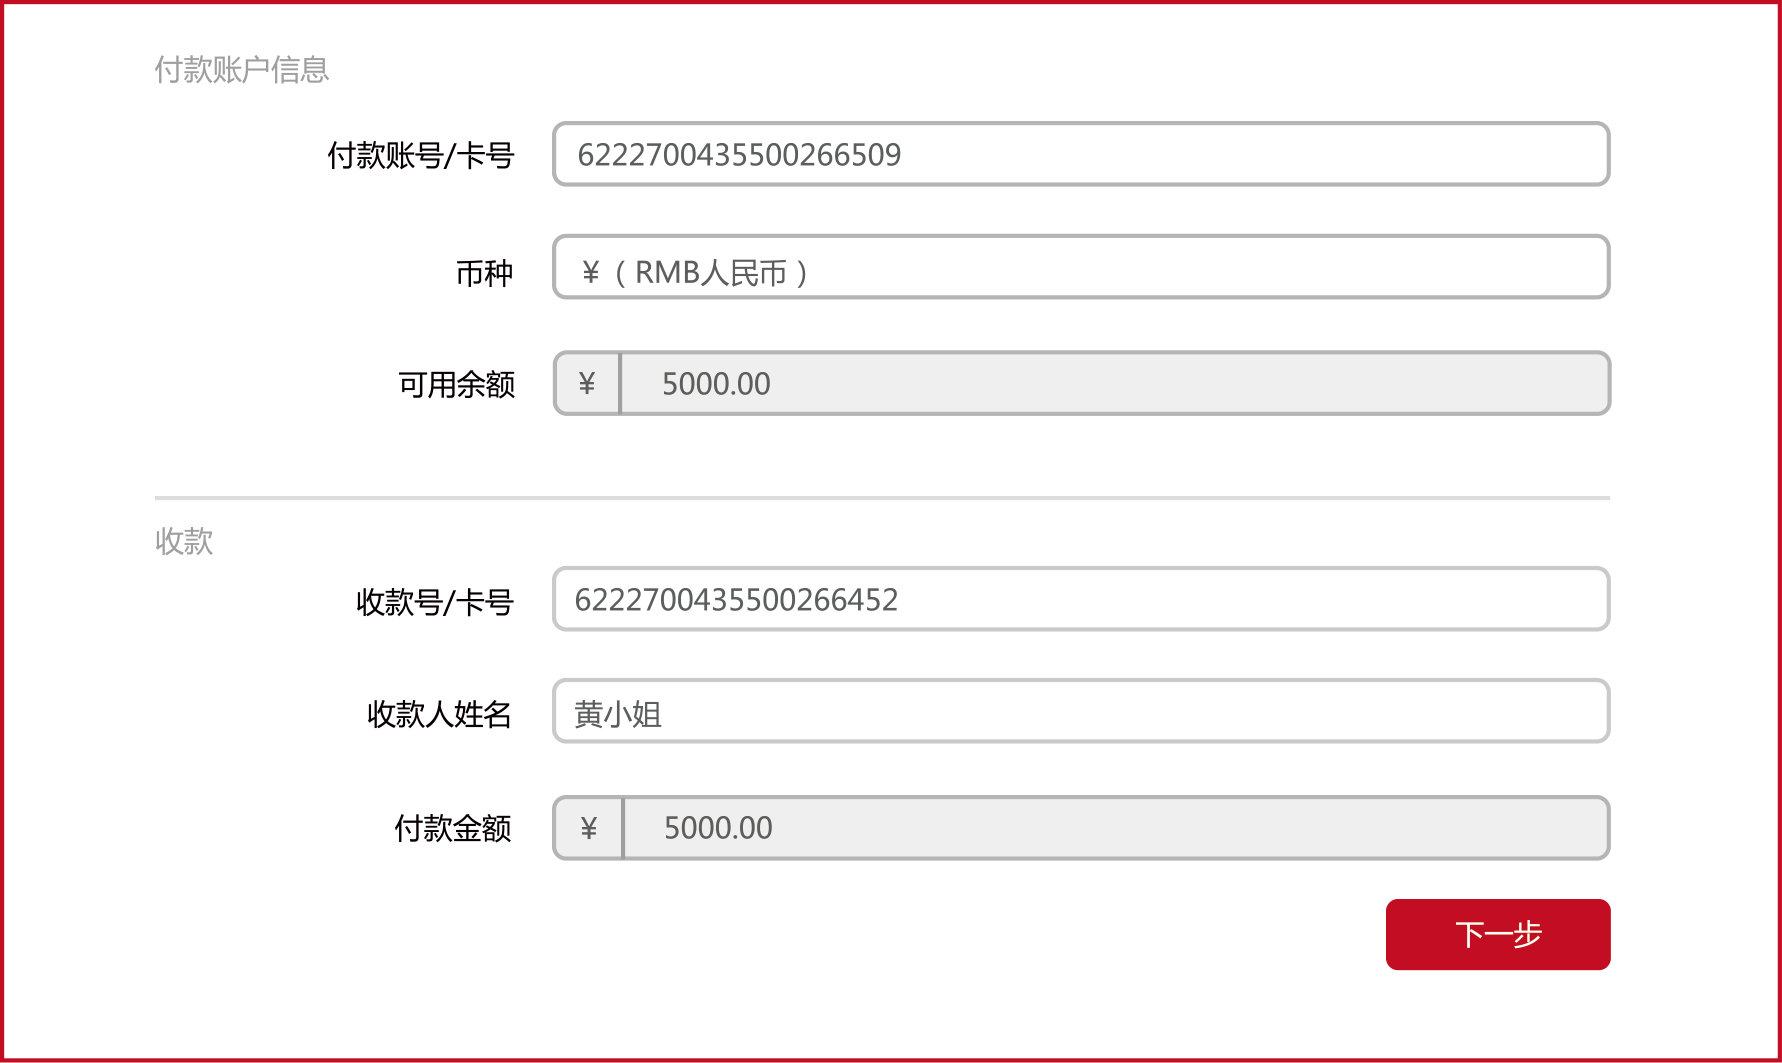 付款账户信息
付款账号/卡号 6222700435500266509
币种 ¥（RMB人民币）
可用余额 ¥ 5000.00
收款
收款号/卡号 6222700435500266452
收款人姓名 黄小姐
付款金额 ¥ 5000.00
下一步